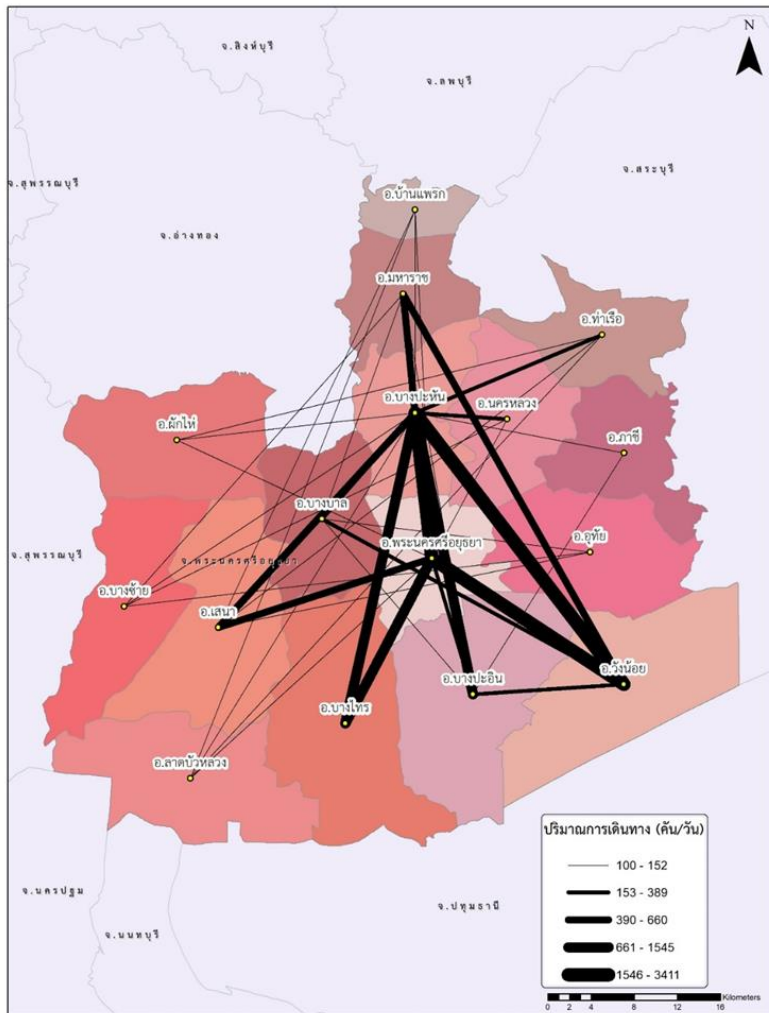 N
จ.สิงห์บุรี
จ.ลพบุรี
จ.สุพรรณบุรี
จ.สระบุรี
อ.บ้านแพรก
จ.อ่างทอง
อ.มหาราช
อ.ท่าเรือ
อ.บางปะหัน
อ.นครหลวง
อ.ผักไห่
อ.ภาชี
อ.บางบาล
อ.พระนครศรีอยุธยา
อ.อุทัย
จ.สุพรรณบุรี
จ.พระนครศรีอยุธยา
อ.บางซ้าย
อ.เสนา
อ.วังน้อย
อ.บางปะอิน
อ.บางไทร
อ.ลาดบัวหลวง
จ.นครปฐม
จ.นนทบุรี
จ.ปทุมธานี
ปริมาณการเดินทาง (คัน/วัน)
100 - 152
153 - 389
390 - 660
661 - 1545
1546 - 3411
Kilometers
0 2 4 8 12 16